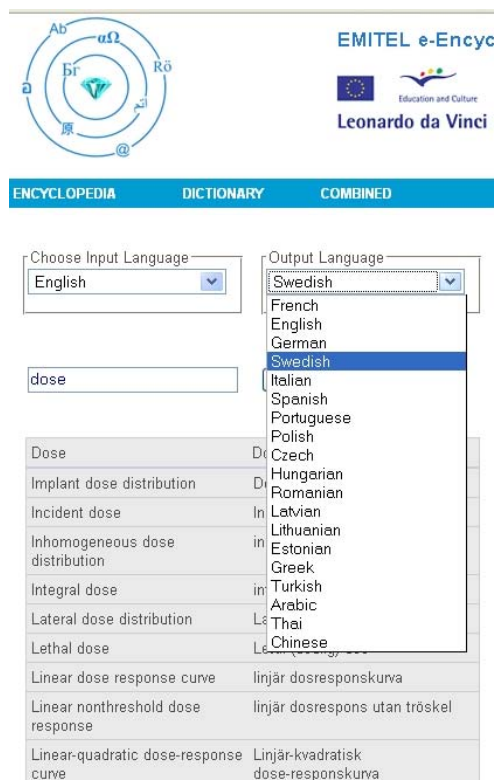 Ab
αΩ
Бг
Rö
原
@
EMITEL e-Encyc
Education and Culture
Leonardo da Vinci
ENCYCLOPEDIA DICTIONARY COMBINED
Choose Input Language
Output Language
English
Swedish
French
English
German
Swedish
Italian
Spanish
Portuguese
Polish
Czech
Hungarian
Romanian
Latvian
Lithuanian
Estonian
Greek
Turkish
Arabic
Thai
Chinese
dose
Dose
Implant dose distribution
Incident dose
Inhomogeneous dose
distribution
Integral dose
Lateral dose distribution
Lethal dose
Linear dose response curve linjär dosresponskurva
Linear nonthreshold dose linjär dosrespons utan tröskel
response
Linear-quadratic dose-response Linjär-kvadratisk
curve dose-responskurva